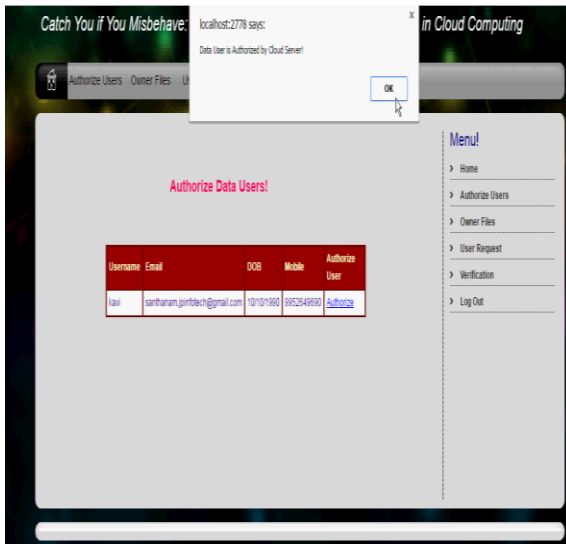 Catch You if You Misbehave:
in Cloud Computing
localhost:2778 says:
X
Data User is Authorized by Cloud Server!
OK
Authorize Users Owner Files
Menu!
Home
Authorize Users
Owner Files
User Request
Verification
Log Out
Authorize Data Users!
Username Email DOB Mobile Authorize User
kavi santhanam.jpinfotech@gmail.com 10/10/1990 9952649690 Authorize